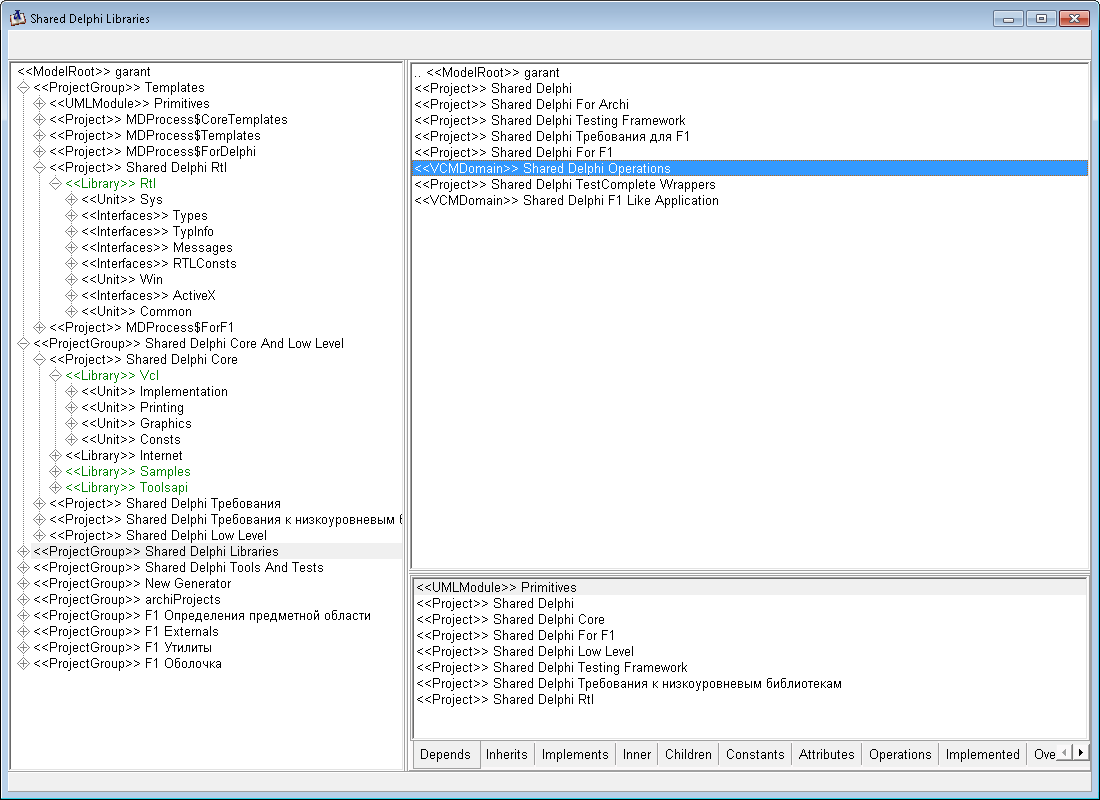 Shared Delphi Libraries
<<ModelRoot>> garant
<<ProjectGroup>> Templates
<<UMLModule>> Primitives
<<Project>> MDProcess$CoreTemplates
<<Project>> MDProcess$Templates
<<Project>> MDProcess$ForDelphi
<<Project>> Shared Delphi Rtl
<<Library>> Rtl
<<Unit>> Sys
<<Interfaces>> Types
<<Interfaces>> TypInfo
<<Interfaces>> Messages
<<Interfaces>> RTLConsts
<<Unit>> Win
<<Interfaces>> ActiveX
<<Unit>> Common
<<Project>> MDProcess$ForF1
<<ProjectGroup>> Shared Delphi Core And Low Level
<<Project>> Shared Delphi Core
<<Library>> Vcl
<<Unit>> Implementation
<<Unit>> Printing
<<Unit>> Graphics
<<Unit>> Consts
<<Library>> Internet
<<Library>> Samples
<<Library>> Toolsapi
<<Project>> Shared Delphi Требования
<<Project>> Shared Delphi Требования к низкоуровневым
<<Project>> Shared Delphi Low Level
<<ProjectGroup>> Shared Delphi Libraries
<<ProjectGroup>> Shared Delphi Tools And Tests
<<ProjectGroup>> New Generator
<<ProjectGroup>> archiProjects
<<ProjectGroup>> F1 Определения предметной области
<<ProjectGroup>> F1 Externals
<<ProjectGroup>> F1 Утилиты
<<ProjectGroup>> F1 Оболочка
.. <<ModelRoot>> garant
<<Project>> Shared Delphi
<<Project>> Shared Delphi For Archi
<<Project>> Shared Delphi Testing Framework
<<Project>> Shared Delphi Требования для F1
<<Project>> Shared Delphi For F1
<<VCMDomain>> Shared Delphi Operations
<<Project>> Shared Delphi TestComplete Wrappers
<<VCMDomain>> Shared Delphi F1 Like Application
<<UMLModule>> Primitives
<<Project>> Shared Delphi
<<Project>> Shared Delphi Core
<<Project>> Shared Delphi For F1
<<Project>> Shared Delphi Low Level
<<Project>> Shared Delphi Testing Framework
<<Project>> Shared Delphi Требования к низкоуровневым библиотекам
<<Project>> Shared Delphi Rtl
Depends Inherits Implements Inner Children Constants Attributes Operations Implemented Ove